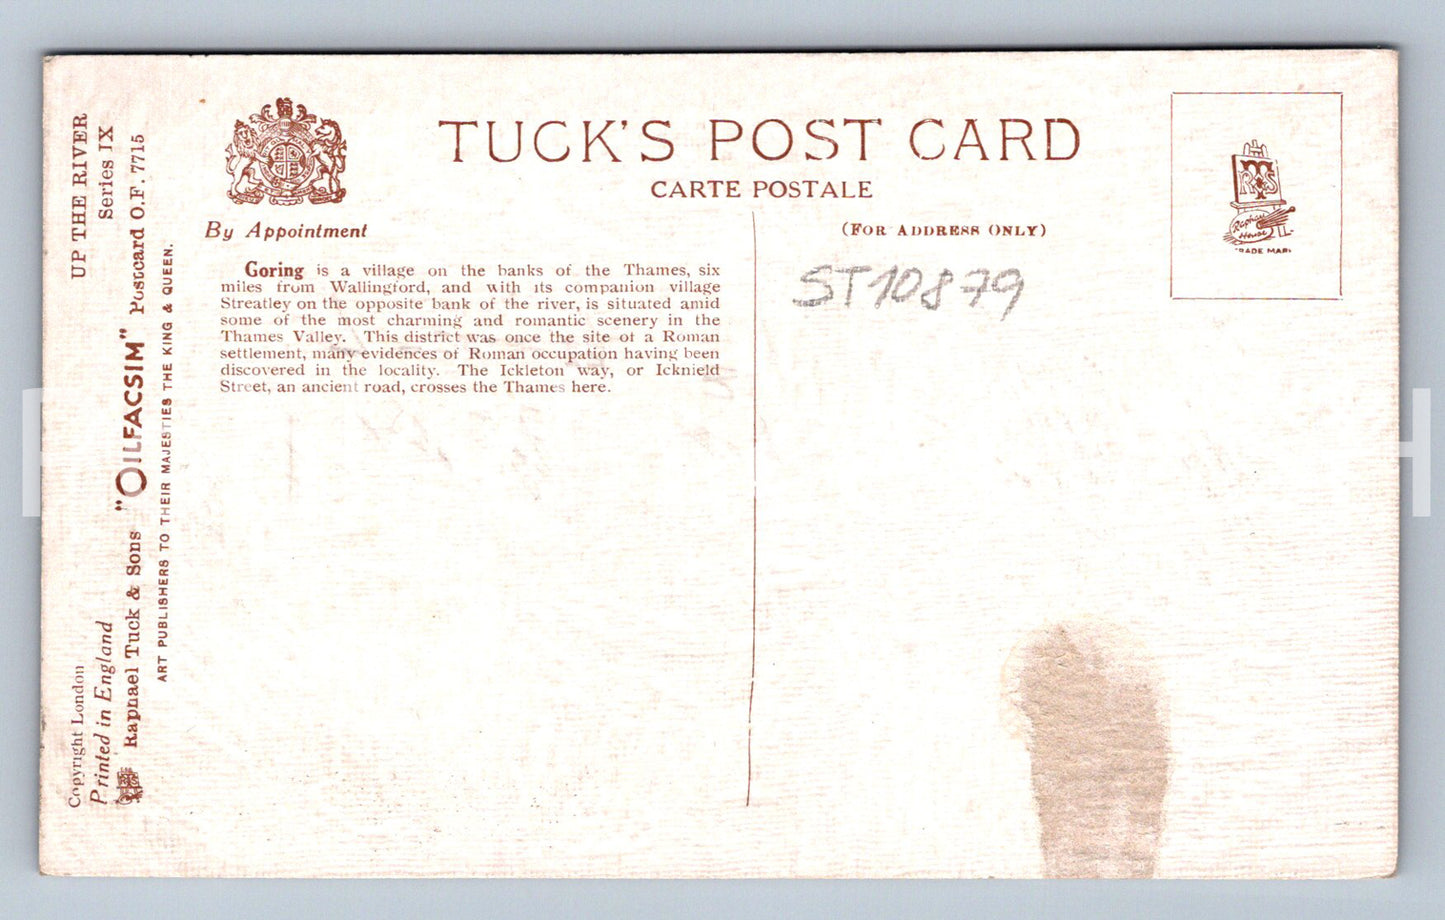 UP THE RIVER
Series IX
Copyright London
Printed in England
Raphael Tuck & Sons "OILFACSIM" Postcard O.F. 7715
ART PUBLISHERS TO THEIR MAJESTIES THE KING & QUEEN.
By Appointment
TUCK'S POST CARD
CARTE POSTALE
(FOR ADDRESS ONLY)
Goring is a village on the banks of the Thames, six
miles from Wallingford, and with its companion village
Streatley on the opposite bank of the river, is situated amid
some of the most charming and romantic scenery in the
Thames Valley. This district was once the site of a Roman
settlement, many evidences of Roman occupation having been
discovered in the locality. The Ickleton way, or Icknield
Street, an ancient road, crosses the Thames here.
ST10879
Raphael
House
RADE MAR